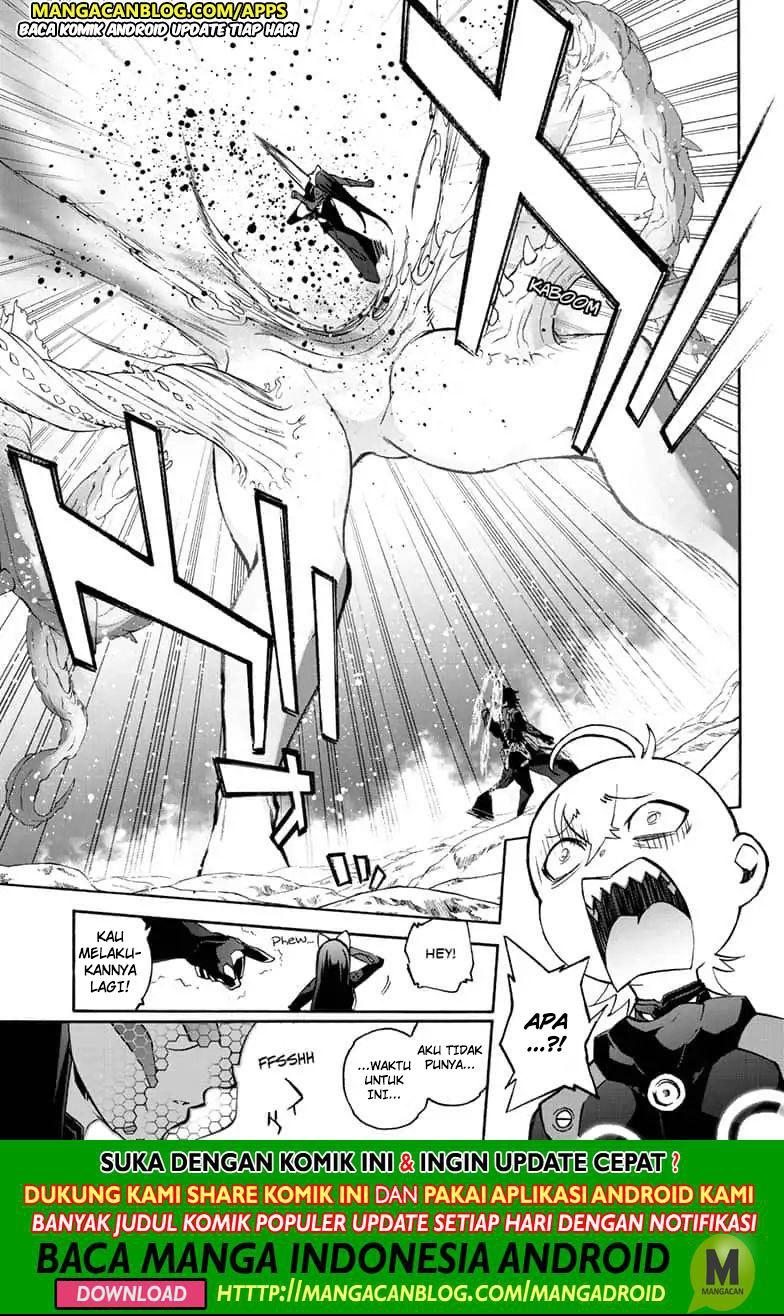 MANGACANBLOG.COM/APPS
BACA KOMIK ANDROID UPDATE TIAP HARI
KABOOM
APA
...?!
HEY!
Phew...
KAU
MELAKU-
KANNYA
LAGI!
AKU TIDAK
PUNYA...
...WAKTU
UNTUK
INI...
FFSSHH
SUKA DENGAN KOMIK INI & INGIN UPDATE CEPAT ?
DUKUNG KAMI SHARE KOMIK INI DAN PAKAI APLIKASI ANDROID KAMI
BANYAK JUDUL KOMIK POPULER UPDATE SETIAP HARI DENGAN NOTIFIKASI
BACA MANGA INDONESIA ANDROID
DOWNLOAD
HTTTP://MANGACANBLOG.COM/MANGADROID
M
MANGACAN